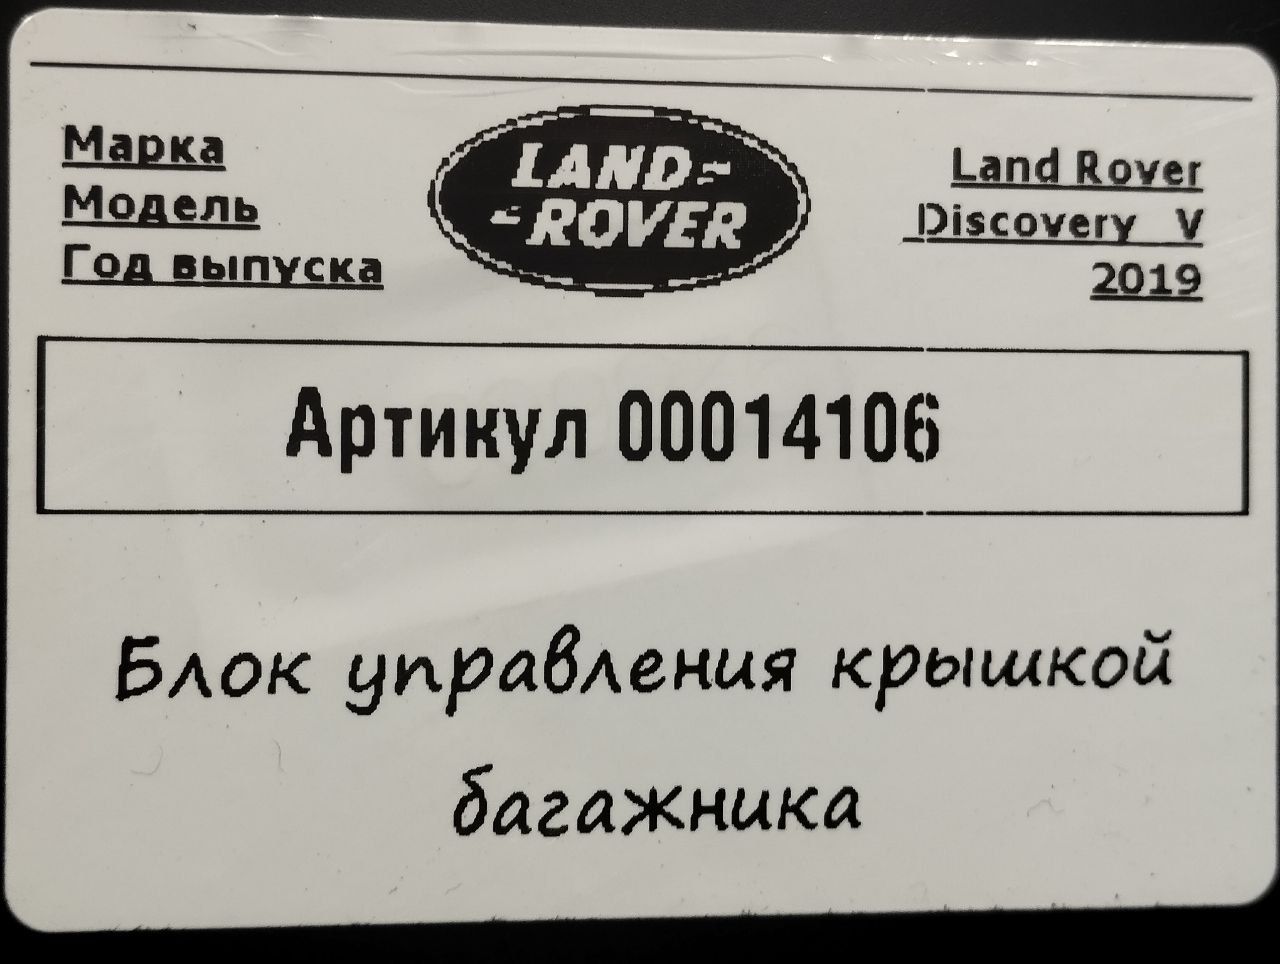 Марка
Модель
Год выпуска
LAND
ROVER
Land Rover
Discovery V
2019
Артикул 00014106
Блок управления крышкой
багажника